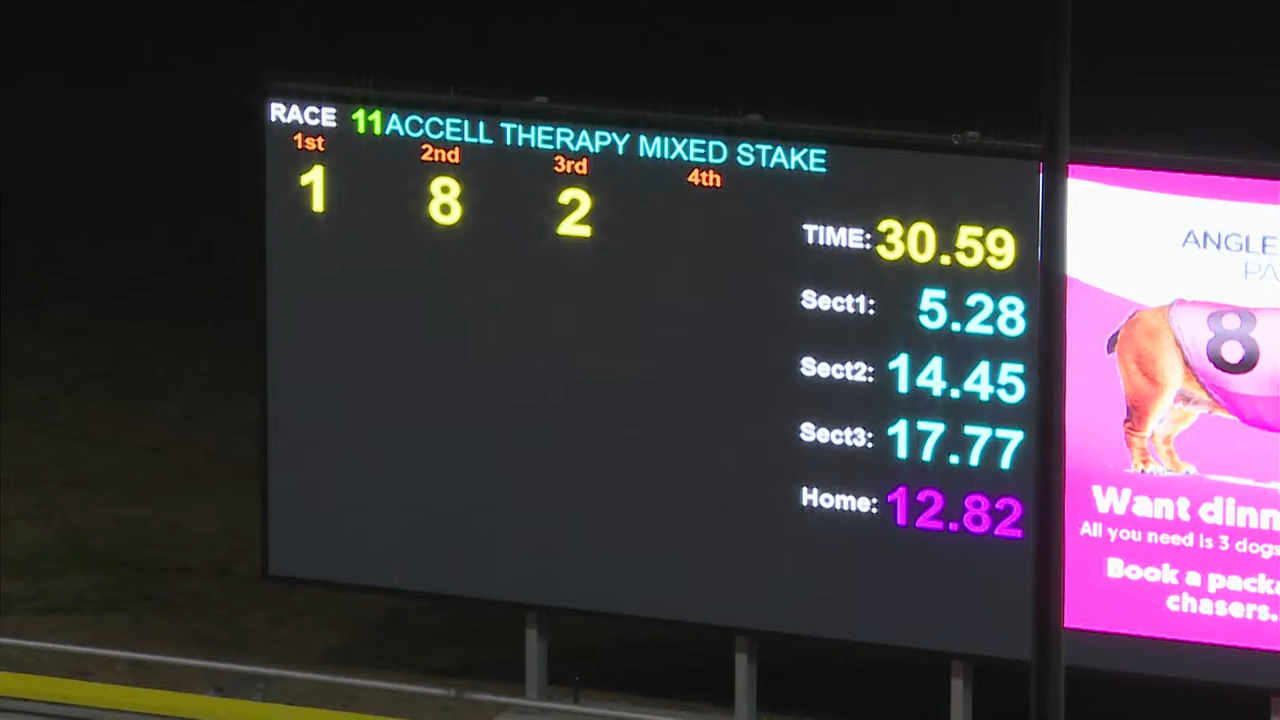 RACE 11 ACCELL THERAPY MIXED STAKE
1st 2nd 3rd 4th
1 8 2
TIME: 30.59
Sect1: 5.28
Sect2: 14.45
Sect3: 17.77
Home: 12.82
ANGLE
PA
8
Want dinn
All you need is 3 dogs
Book a packa
chasers.